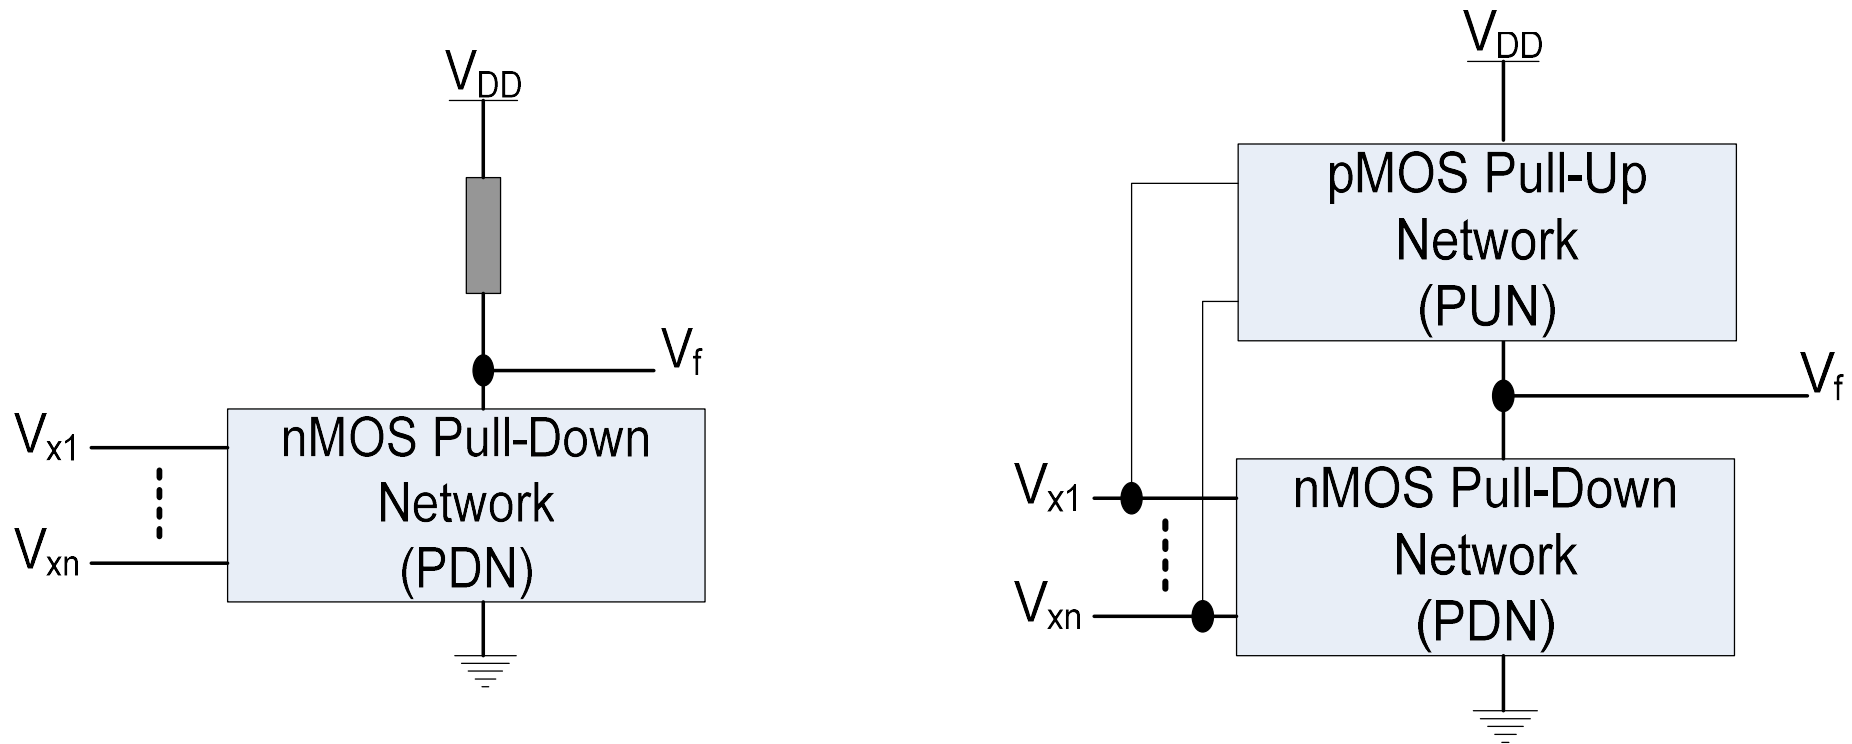 VDD
Vf
Vx1
nMOS Pull-Down
Network
(PDN)
Vxn
VDD
pMOS Pull-Up
Network
(PUN)
Vf
Vx1
nMOS Pull-Down
Network
(PDN)
Vxn